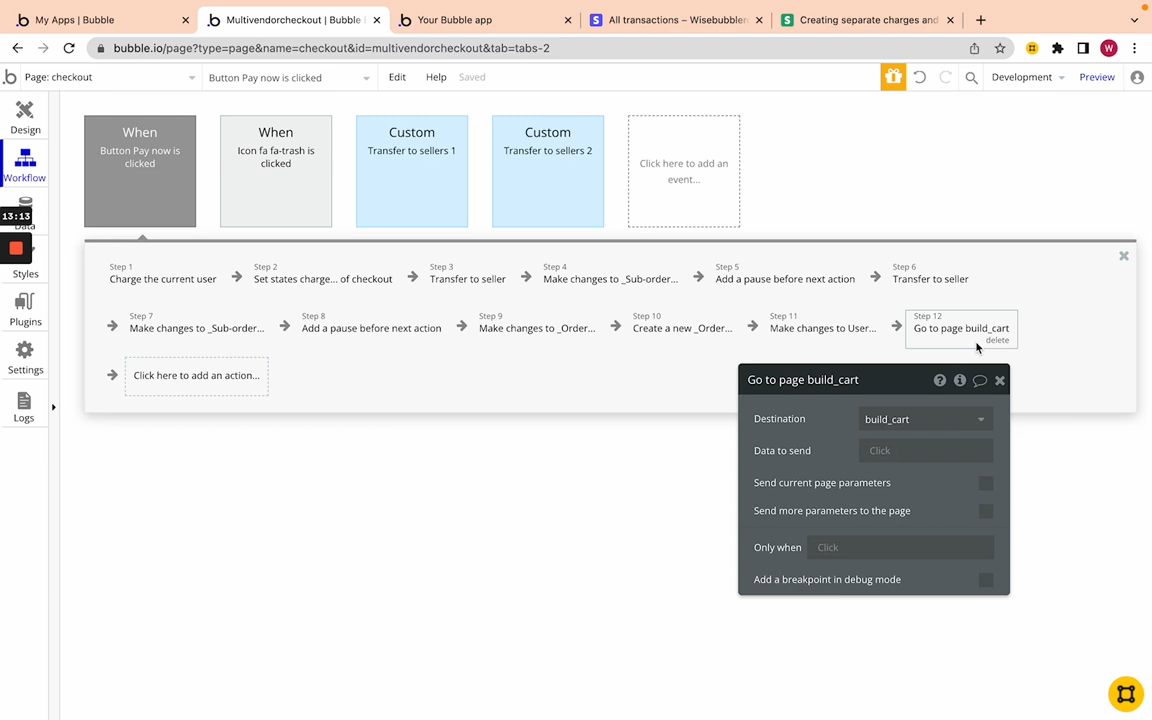 My Apps | Bubble
Multivendorcheckout | Bubble
Your Bubble app
All transactions – Wisebubbler
Creating separate charges and
bubble.io/page?type=page&name=checkout&id=multivendorcheckout&tab=tabs-2
W
Page: checkout
Button Pay now is clicked
Edit
Help
Saved
Development
Preview
Design
Workflow
13:13
Data
Styles
Plugins
Settings
Logs
When
Button Pay now is
clicked
When
Icon fa fa-trash is
clicked
Custom
Transfer to sellers 1
Custom
Transfer to sellers 2
Click here to add an
event...
Step 1
Charge the current user
Step 2
Set states charge... of checkout
Step 3
Transfer to seller
Step 4
Make changes to _Sub-order...
Step 5
Add a pause before next action
Step 6
Transfer to seller
Step 7
Make changes to _Sub-order...
Step 8
Add a pause before next action
Step 9
Make changes to _Order...
Step 10
Create a new _Order...
Step 11
Make changes to User...
Step 12
Go to page build_cart
delete
Click here to add an action...
Go to page build_cart
Destination
build_cart
Data to send
Click
Send current page parameters
Send more parameters to the page
Only when
Click
Add a breakpoint in debug mode